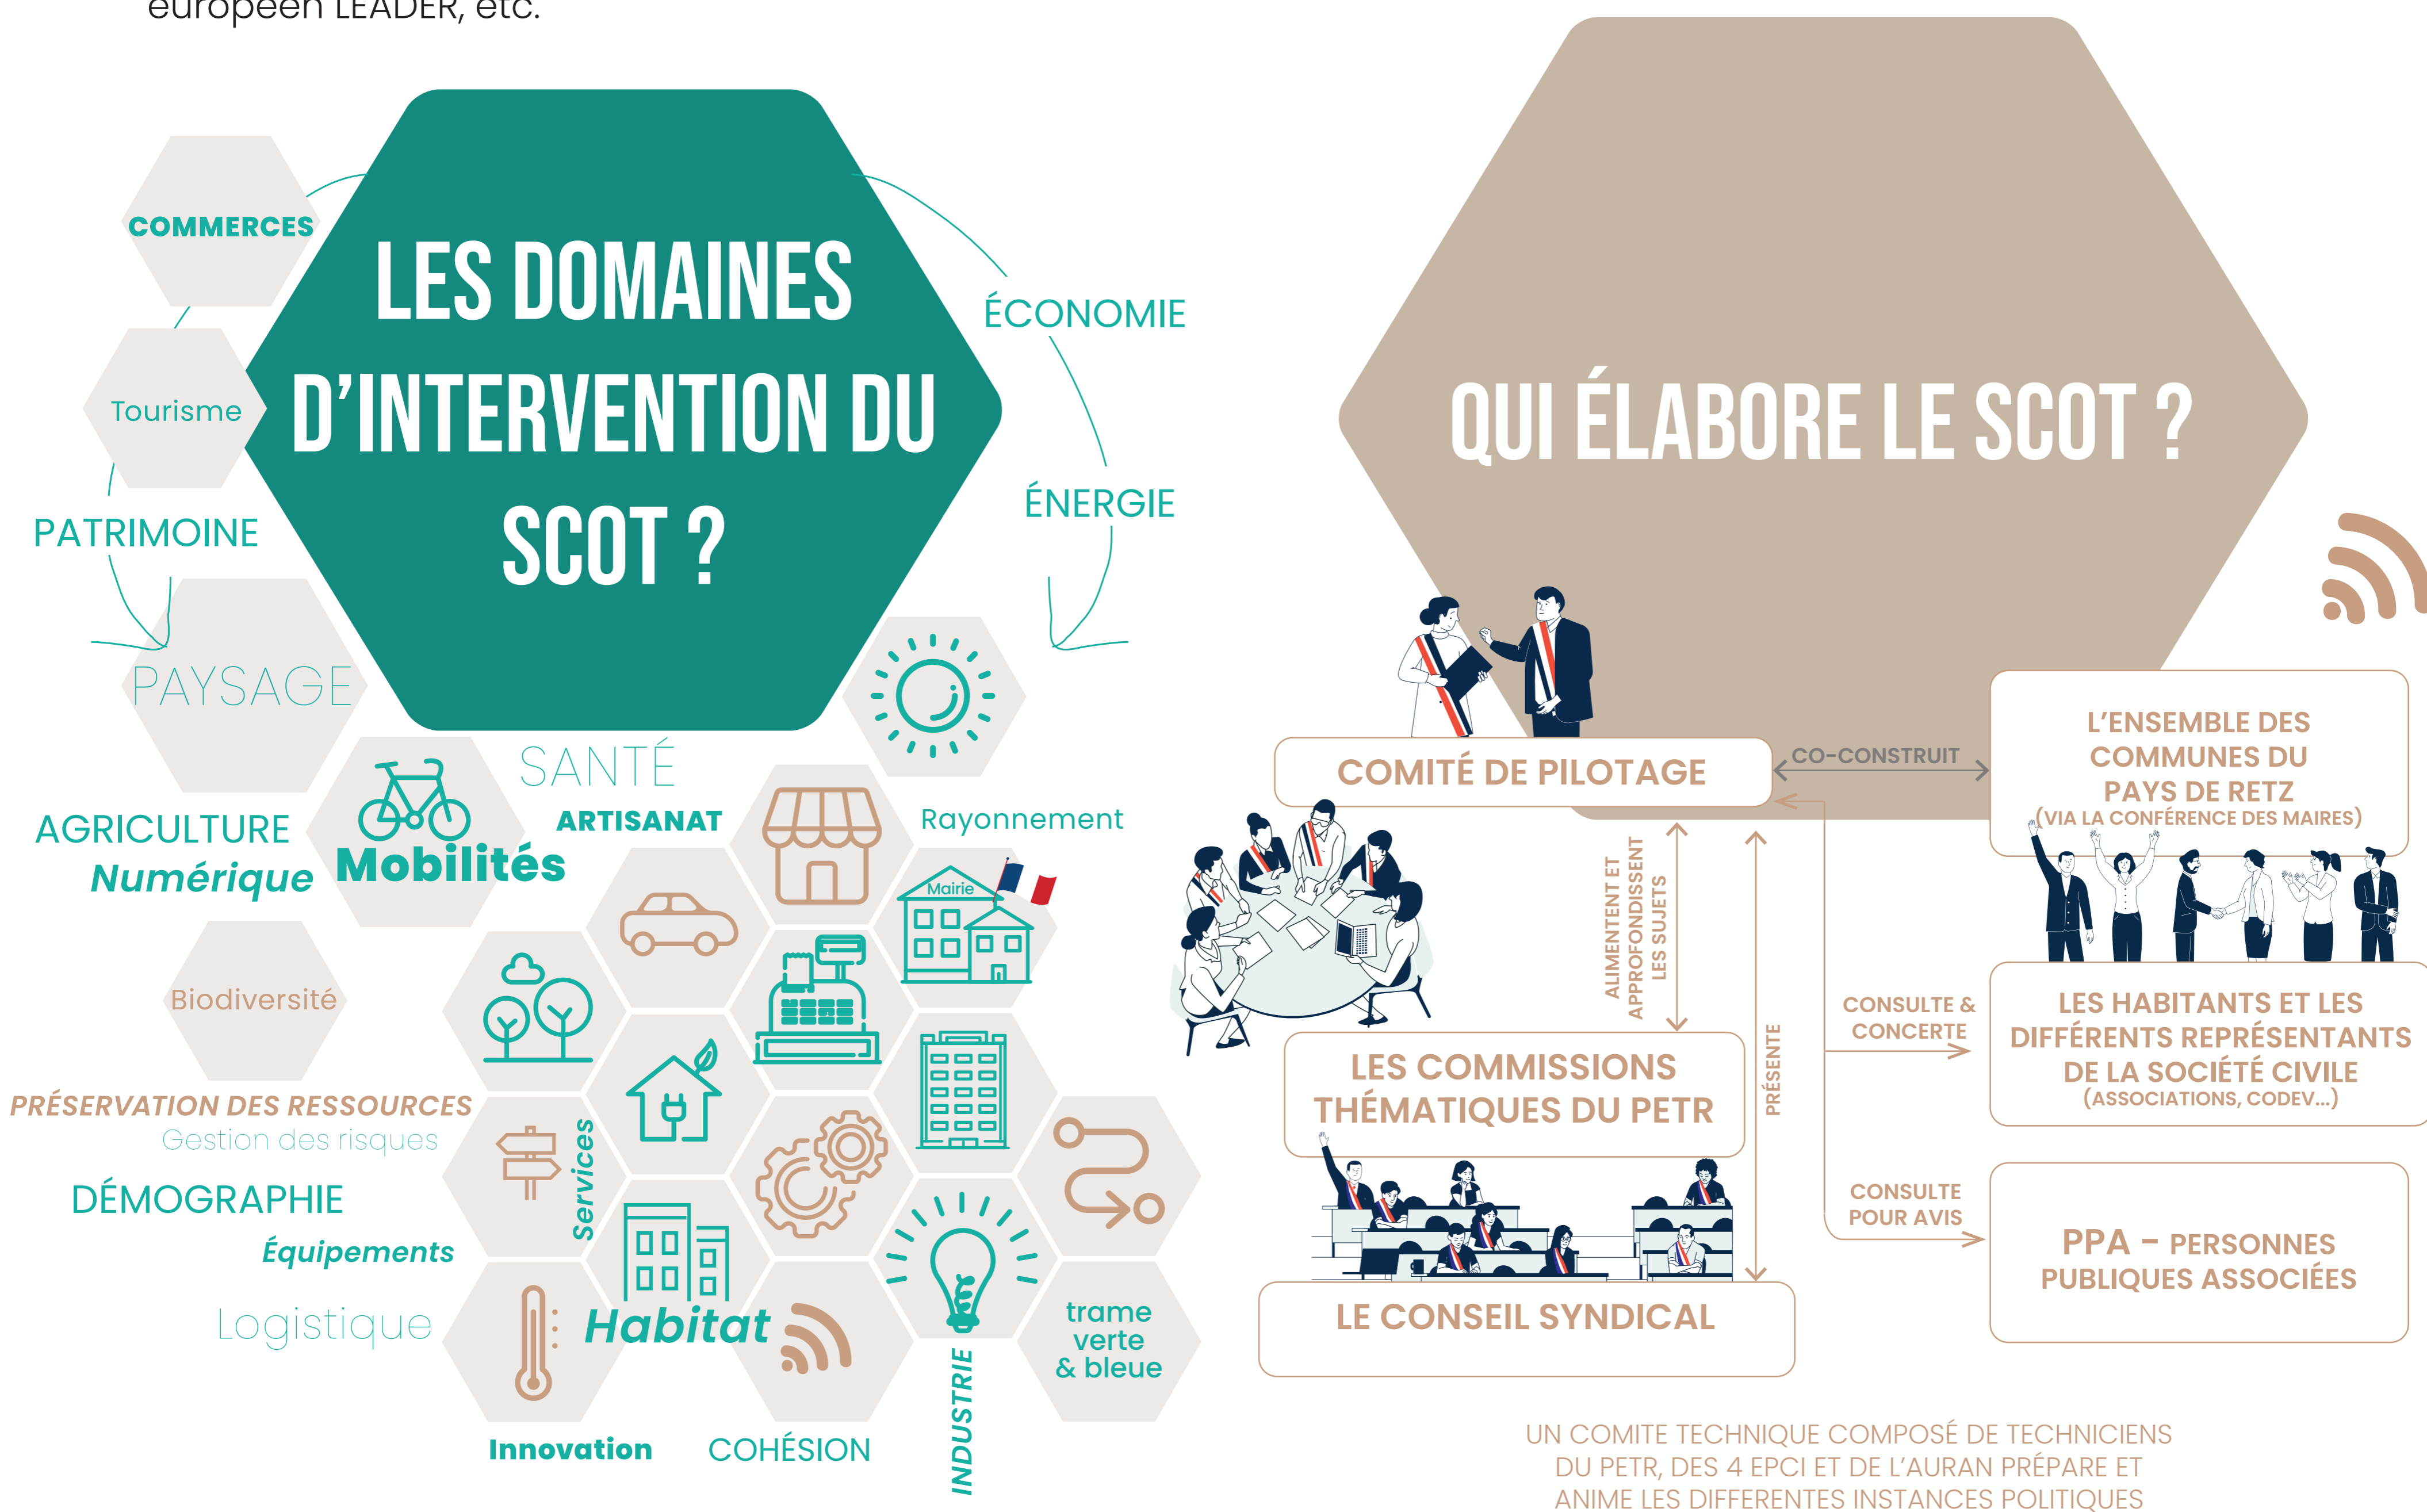 européen LEADER, etc.
LES DOMAINES
D'INTERVENTION DU
SCOT ?
COMMERCES
Tourisme
PATRIMOINE
PAYSAGE
ÉCONOMIE
ÉNERGIE
SANTÉ
ARTISANAT
AGRICULTURE
Numérique
Mobilités
Rayonnement
Mairie
Biodiversité
PRÉSERVATION DES RESSOURCES
Gestion des risques
Services
DÉMOGRAPHIE
Équipements
Logistique
Habitat
trame
verte
& bleue
INDUSTRIE
Innovation
COHÉSION
QUI ÉLABORE LE SCOT ?
COMITÉ DE PILOTAGE
CO-CONSTRUIT
L'ENSEMBLE DES
COMMUNES DU
PAYS DE RETZ
(VIA LA CONFÉRENCE DES MAIRES)
ALIMENTENT ET
APPROFONDISSENT
LES SUJETS
PRÉSENTE
CONSULTE &
CONCERTE
LES HABITANTS ET LES
DIFFÉRENTS REPRÉSENTANTS
DE LA SOCIÉTÉ CIVILE
(ASSOCIATIONS, CODEV...)
LES COMMISSIONS
THÉMATIQUES DU PETR
CONSULTE
POUR AVIS
PPA - PERSONNES
PUBLIQUES ASSOCIÉES
LE CONSEIL SYNDICAL
UN COMITE TECHNIQUE COMPOSÉ DE TECHNICIENS
DU PETR, DES 4 EPCI ET DE L'AURAN PRÉPARE ET
ANIME LES DIFFERENTES INSTANCES POLITIQUES